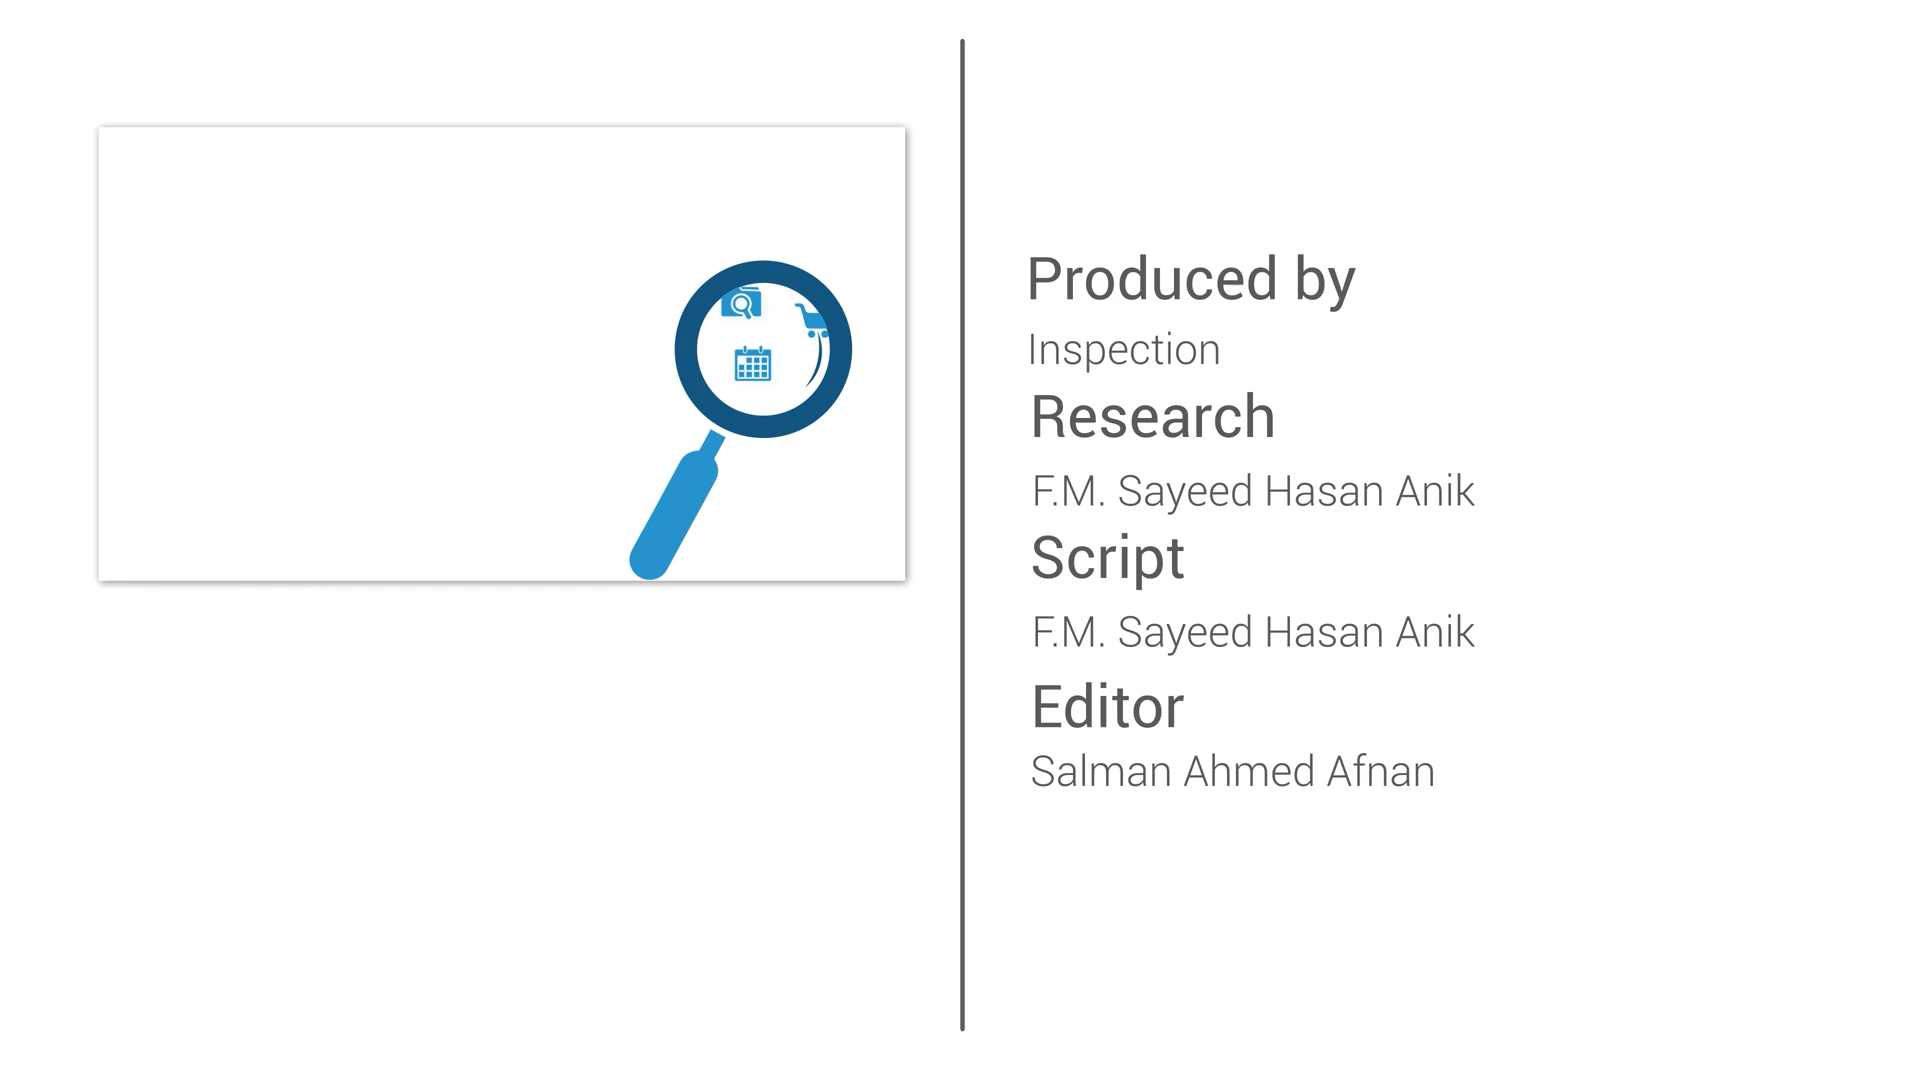 Produced by
Inspection
Research
F.M. Sayeed Hasan Anik
Script
F.M. Sayeed Hasan Anik
Editor
Salman Ahmed Afnan